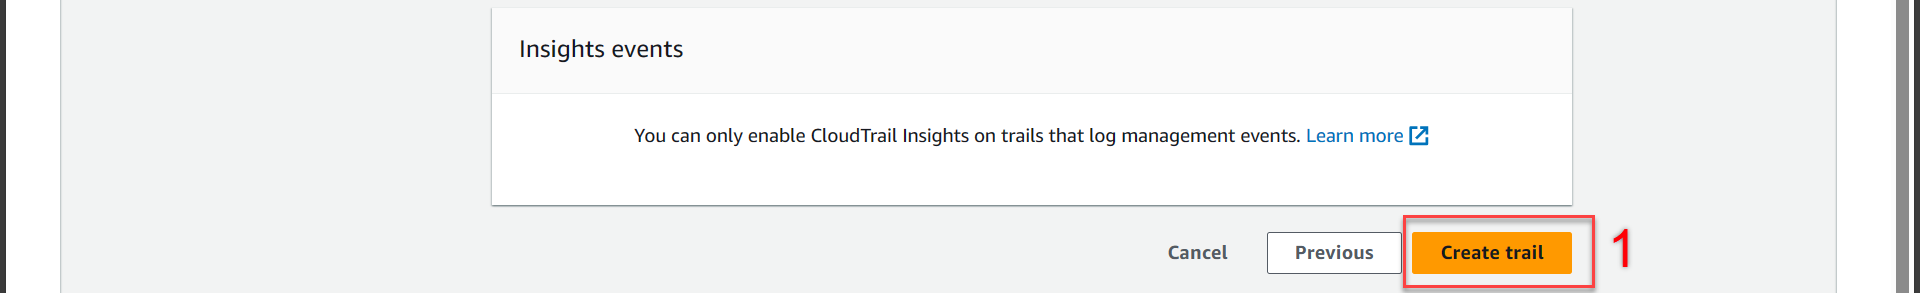 Insights events
You can only enable CloudTrail Insights on trails that log management events. Learn more
Cancel Previous Create trail 1